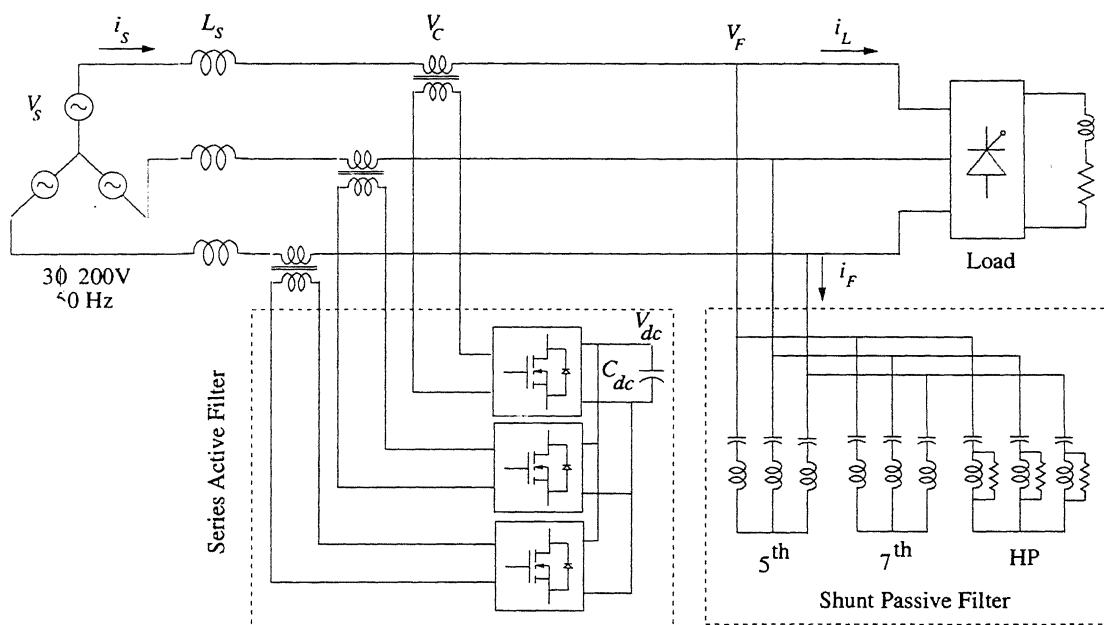 i_S
L_S
V_C
V_F
i_L
V_S
3φ 200V
60 Hz
Load
i_F
Series Active Filter
V_dc
C_dc
5th
7th
HP
Shunt Passive Filter